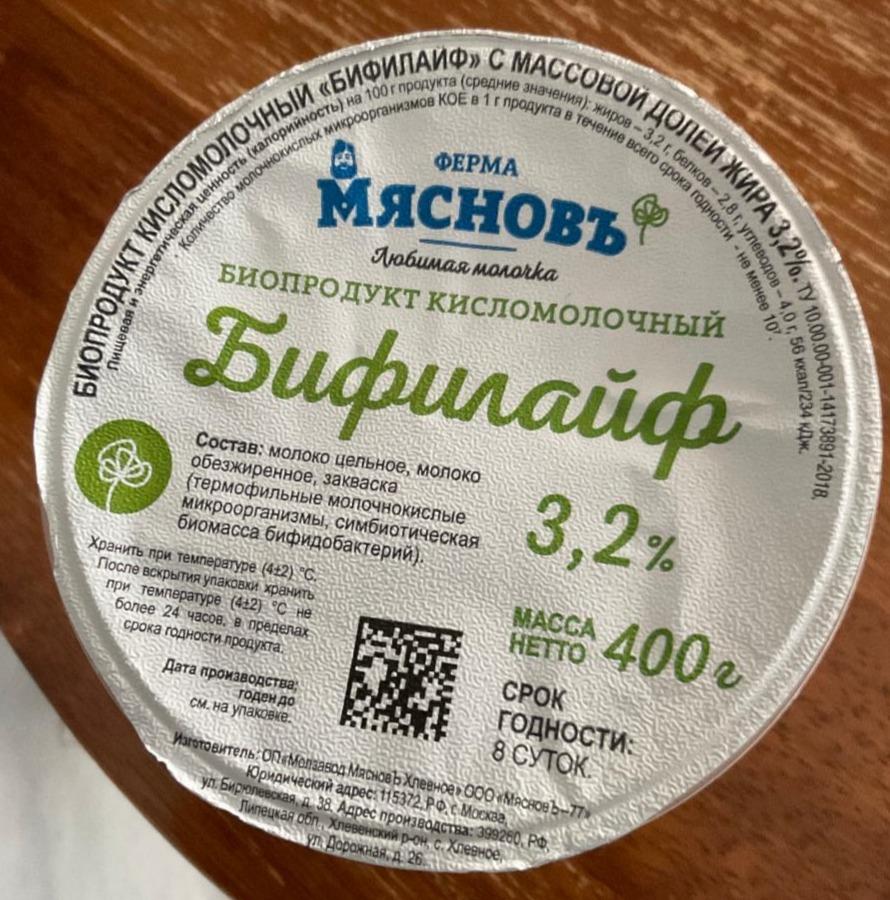 БИОПРОДУКТ КИСЛОМОЛОЧНЫЙ «БИФИЛАЙФ» С МАССОВОЙ ДОЛЕЙ ЖИРА 3,2%. ТУ 10.00.00-001-14173891-2018.
Пищевая и энергетическая ценность (калорийность) на 100 г продукта (средние значения): жиров – 3,2 г, белков – 2,8 г, углеводов – 4,0 г, 56 ккал/234 кДж.
Количество молочнокислых микроорганизмов КОЕ в 1 г продукта в течение всего срока годности - не менее 10⁷.
ФЕРМА
МЯСНОВЪ
Любимая молочка
БИОПРОДУКТ КИСЛОМОЛОЧНЫЙ
Бифилайф
Состав: молоко цельное, молоко
обезжиренное, закваска
(термофильные молочнокислые
микроорганизмы, симбиотическая
биомасса бифидобактерий).
3,2%
Хранить при температуре (4±2) °С.
После вскрытия упаковки хранить
при температуре (4±2) °С не
более 24 часов, в пределах
срока годности продукта.
МАССА
НЕТТО 400 г
Дата производства;
годен до
см. на упаковке.
СРОК
ГОДНОСТИ:
8 СУТОК.
Изготовитель: ОП «Молзавод МясновЪ Хлевное» ООО «МясновЪ–77»
Юридический адрес: 115372, РФ, г. Москва,
ул. Бирюлевская, д. 38. Адрес производства: 399260, РФ,
Липецкая обл., Хлевенский р-он, с. Хлевное,
ул. Дорожная, д. 26.